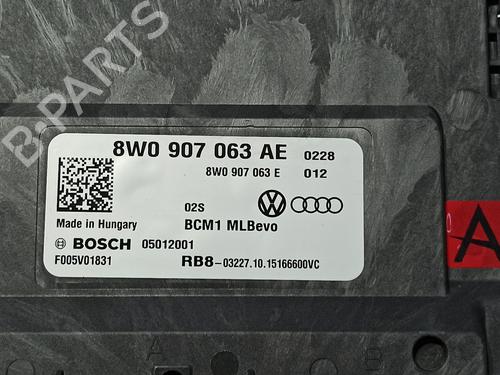 B-PARTS
8W0 907 063 AE 0228
8W0 907 063 E 012
02S
Made in Hungary BCM1 MLBevo
BOSCH 05012001
F005V01831 RB8-03227.10.15166600VC
A
A
B